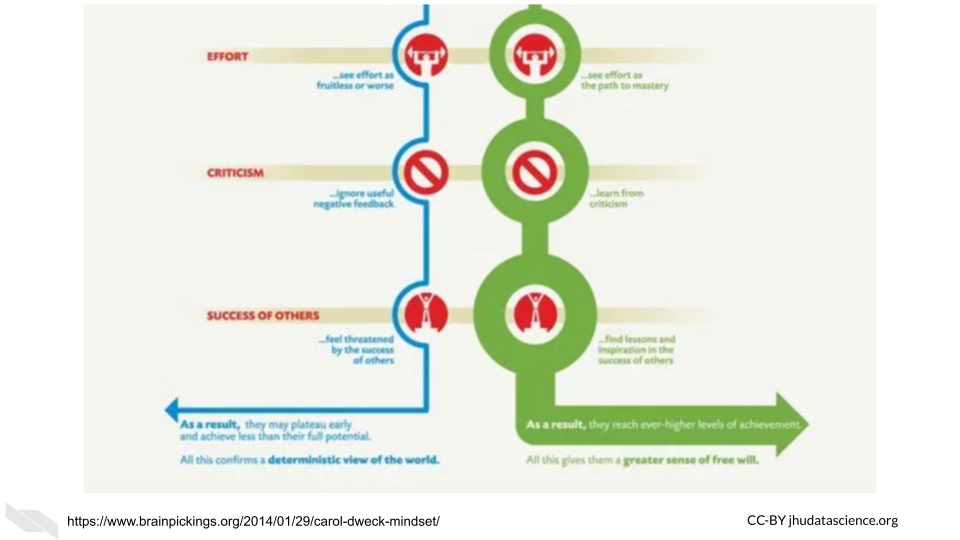 EFFORT
...see effort as
fruitless or worse
...see effort as
the path to mastery
CRITICISM
...ignore useful
negative feedback
...learn from
criticism
SUCCESS OF OTHERS
...feel threatened
by the success
of others
...find lessons and
inspiration in the
success of others
As a result, they may plateau early
and achieve less than their full potential.
All this confirms a deterministic view of the world.
As a result, they reach ever-higher levels of achievement.
All this gives them a greater sense of free will.
https://www.brainpickings.org/2014/01/29/carol-dweck-mindset/
CC-BY jhudatascience.org